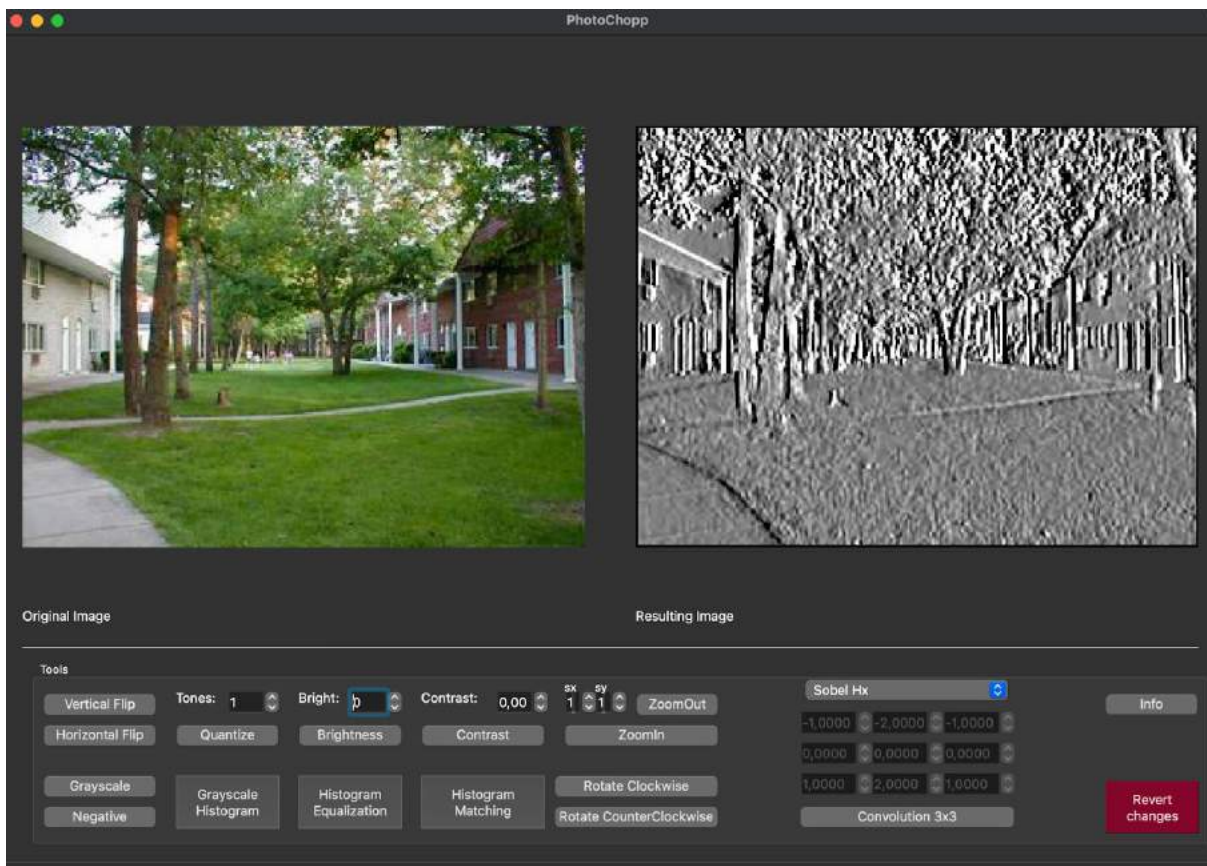 PhotoChopp
Original Image
Resulting Image
Tools
Vertical Flip
Tones: 1
Bright: 0
Contrast: 0,00
sx sy
1 1
ZoomOut
Sobel Hx
Info
Horizontal Flip
Quantize
Brightness
Contrast
ZoomIn
-1,0000 -2,0000 -1,0000
0,0000 0,0000 0,0000
1,0000 2,0000 1,0000
Grayscale
Negative
Grayscale
Histogram
Histogram
Equalization
Histogram
Matching
Rotate Clockwise
Rotate CounterClockwise
Convolution 3x3
Revert
changes